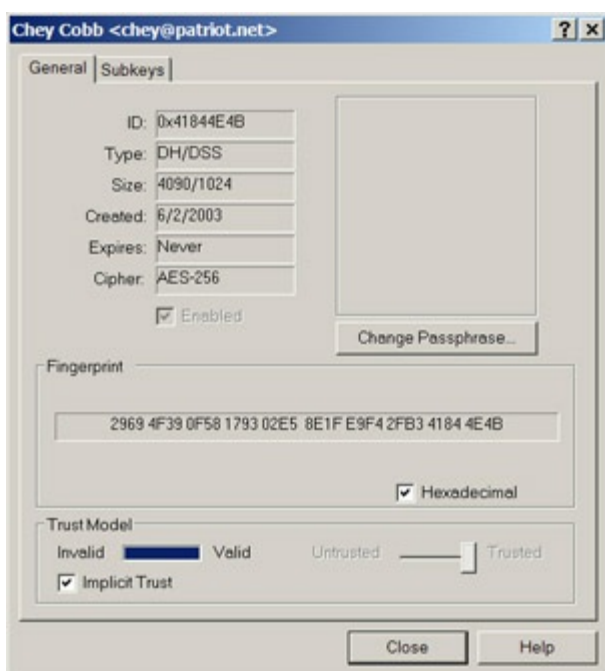 Chey Cobb <chey@patriot.net>
General Subkeys
ID: 0x41844E4B
Type: DH/DSS
Size: 4090/1024
Created: 6/2/2003
Expires: Never
Cipher: AES-256
Enabled
Change Passphrase...
Fingerprint
2969 4F39 0F58 1793 02E5 8E1F E9F4 2FB3 4184 4E4B
Hexadecimal
Trust Model
Invalid Valid Untrusted Trusted
Implicit Trust
Close Help